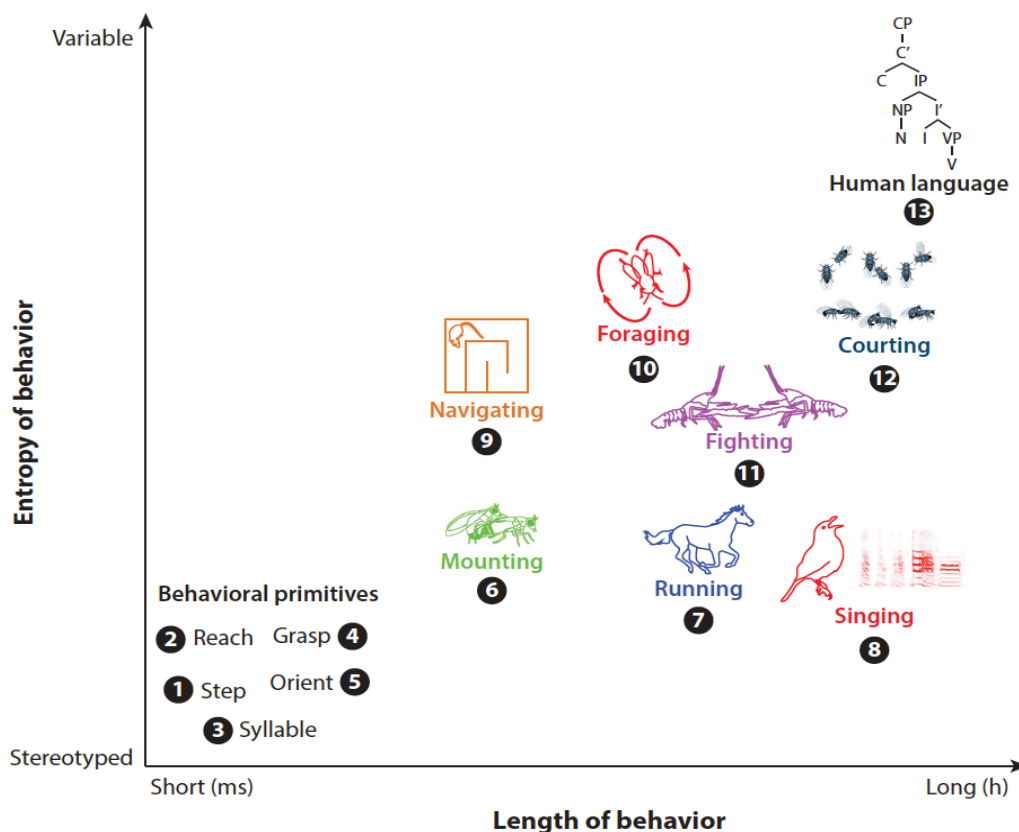 Variable
CP
C'
C IP
NP I'
N I VP
V
Human language
13
Foraging
10
Courting
12
Navigating
9
Fighting
11
Entropy of behavior
Mounting
6
Running
7
Singing
8
Behavioral primitives
2 Reach Grasp 4
1 Step Orient 5
3 Syllable
Stereotyped
Short (ms) Long (h)
Length of behavior